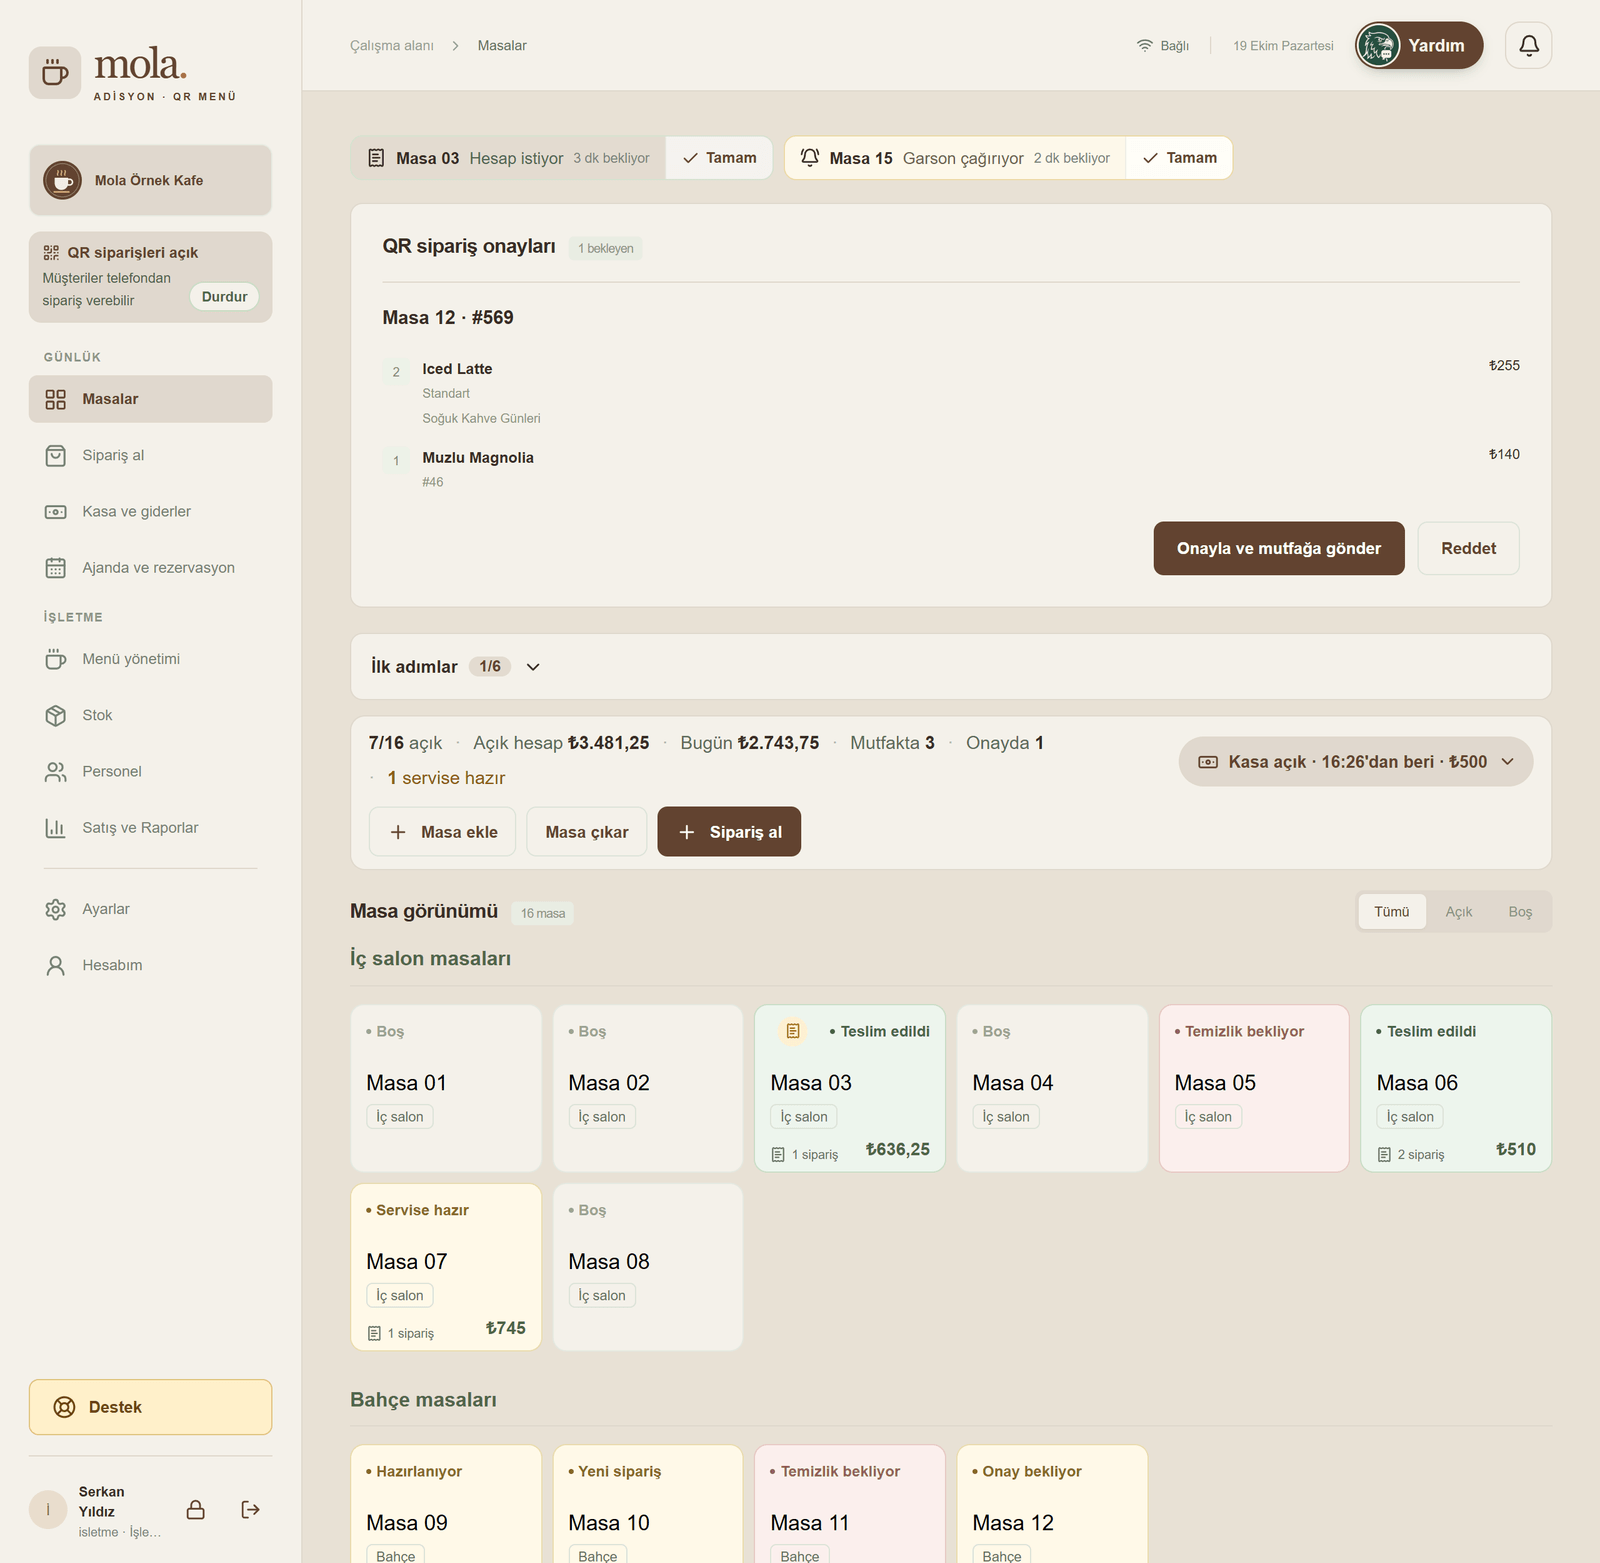 mola.
ADİSYON · QR MENÜ
Mola Örnek Kafe
QR siparişleri açık
Müşteriler telefondan
sipariş verebilir
Durdur
GÜNLÜK
Masalar
Sipariş al
Kasa ve giderler
Ajanda ve rezervasyon
İŞLETME
Menü yönetimi
Stok
Personel
Satış ve Raporlar
Ayarlar
Hesabım
Destek
İ
Serkan
Yıldız
isletme · İşle...
Çalışma alanı > Masalar
Bağlı
19 Ekim Pazartesi
Yardım
Masa 03 Hesap istiyor 3 dk bekliyor Tamam
Masa 15 Garson çağırıyor 2 dk bekliyor Tamam
QR sipariş onayları 1 bekleyen
Masa 12 · #569
2 Iced Latte ₺255
Standart
Soğuk Kahve Günleri
1 Muzlu Magnolia ₺140
#46
Onayla ve mutfağa gönder Reddet
İlk adımlar 1/6
7/16 açık · Açık hesap ₺3.481,25 · Bugün ₺2.743,75 · Mutfakta 3 · Onayda 1
· 1 servise hazır
Kasa açık · 16:26'dan beri · ₺500
+ Masa ekle Masa çıkar + Sipariş al
Masa görünümü 16 masa
Tümü Açık Boş
İç salon masaları
• Boş
Masa 01
İç salon
• Boş
Masa 02
İç salon
• Teslim edildi
Masa 03
İç salon
1 sipariş ₺636,25
• Boş
Masa 04
İç salon
• Temizlik bekliyor
Masa 05
İç salon
• Teslim edildi
Masa 06
İç salon
2 sipariş ₺510
• Servise hazır
Masa 07
İç salon
1 sipariş ₺745
• Boş
Masa 08
İç salon
Bahçe masaları
• Hazırlanıyor
Masa 09
Bahçe
• Yeni sipariş
Masa 10
Bahçe
• Temizlik bekliyor
Masa 11
Bahçe
• Onay bekliyor
Masa 12
Bahçe